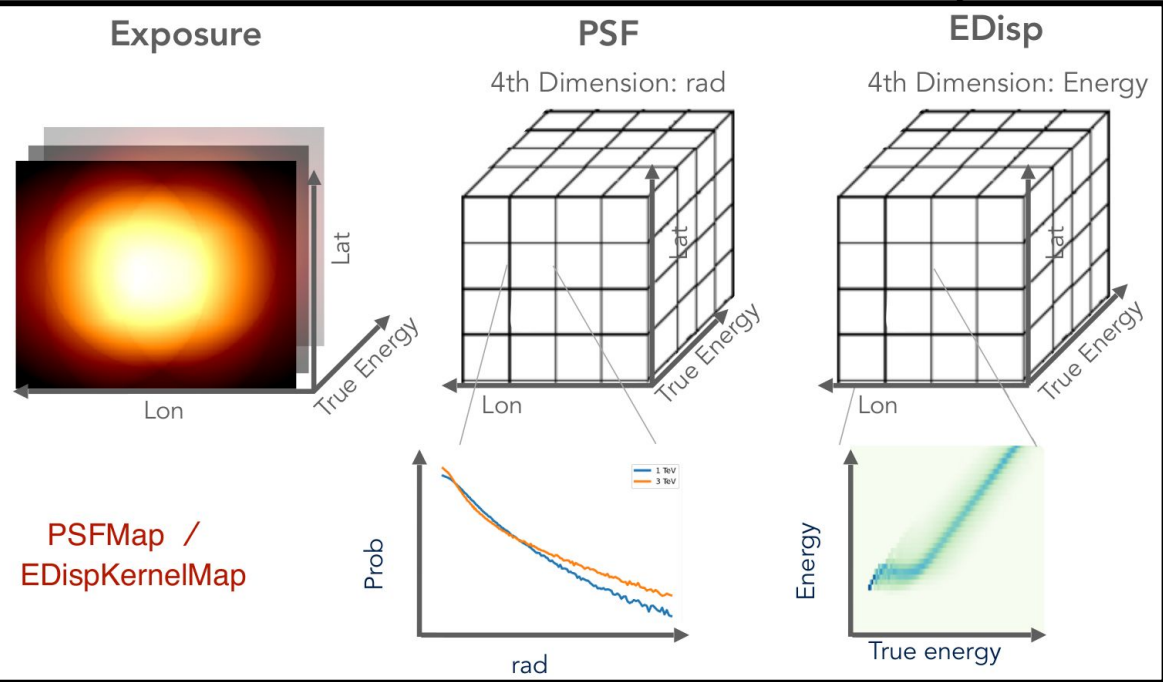 Exposure
PSF
EDisp
4th Dimension: rad
4th Dimension: Energy
Lat
True Energy
Lon
Lat
True Energy
Lon
Lat
True Energy
Lon
PSFMap /
EDispKernelMap
Prob
1 TeV
3 TeV
rad
Energy
True energy